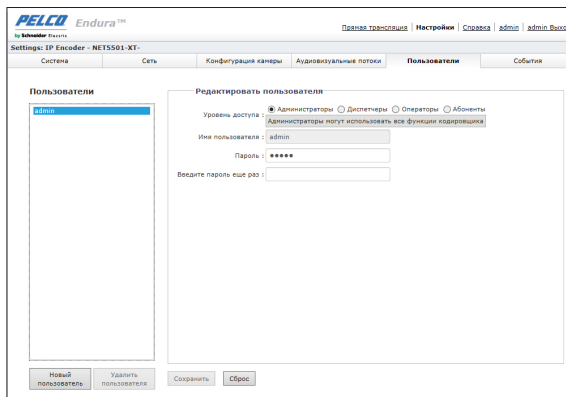 PELCO Endura™
by Schneider Electric
Прямая трансляция | Настройки | Справка | admin | admin Выхо
Settings: IP Encoder - NET5501-XT-
Система Сеть Конфигурация камеры Аудиовизуальные потоки Пользователи События
Пользователи
admin
Редактировать пользователя
Уровень доступа : Администраторы Диспетчеры Операторы Абоненты
Администраторы могут использовать все функции кодировщика
Имя пользователя : admin
Пароль : •••••
Введите пароль еще раз :
Новый пользователь
Удалить пользователя
Сохранить Сброс